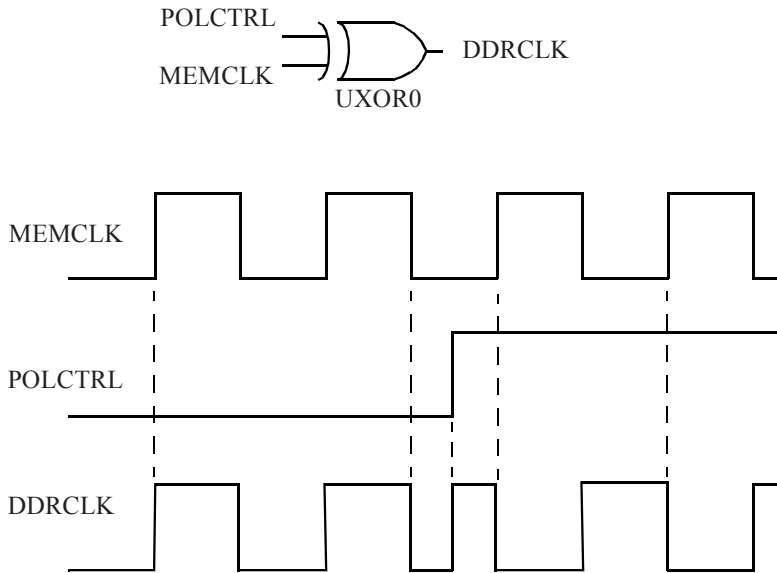 POLCTRL
DDRCLK
MEMCLK
UXOR0
MEMCLK
POLCTRL
DDRCLK